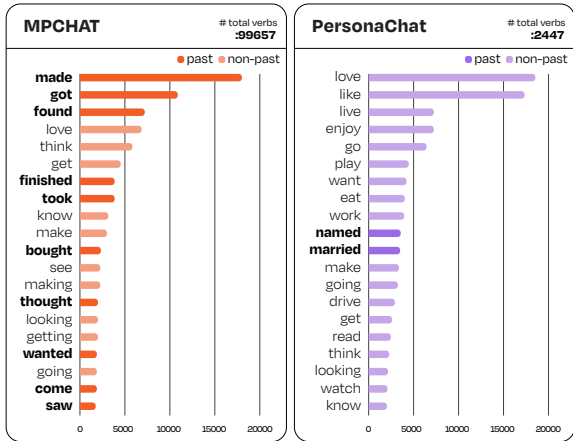 MPCHAT
# total verbs
:99657
past non-past
made
got
found
love
think
get
finished
took
know
make
bought
see
making
thought
looking
getting
wanted
going
come
saw
0 5000 10000 15000 20000
PersonaChat
# total verbs
:2447
past non-past
love
like
live
enjoy
go
play
want
eat
work
named
married
make
going
drive
get
read
think
looking
watch
know
0 5000 10000 15000 20000